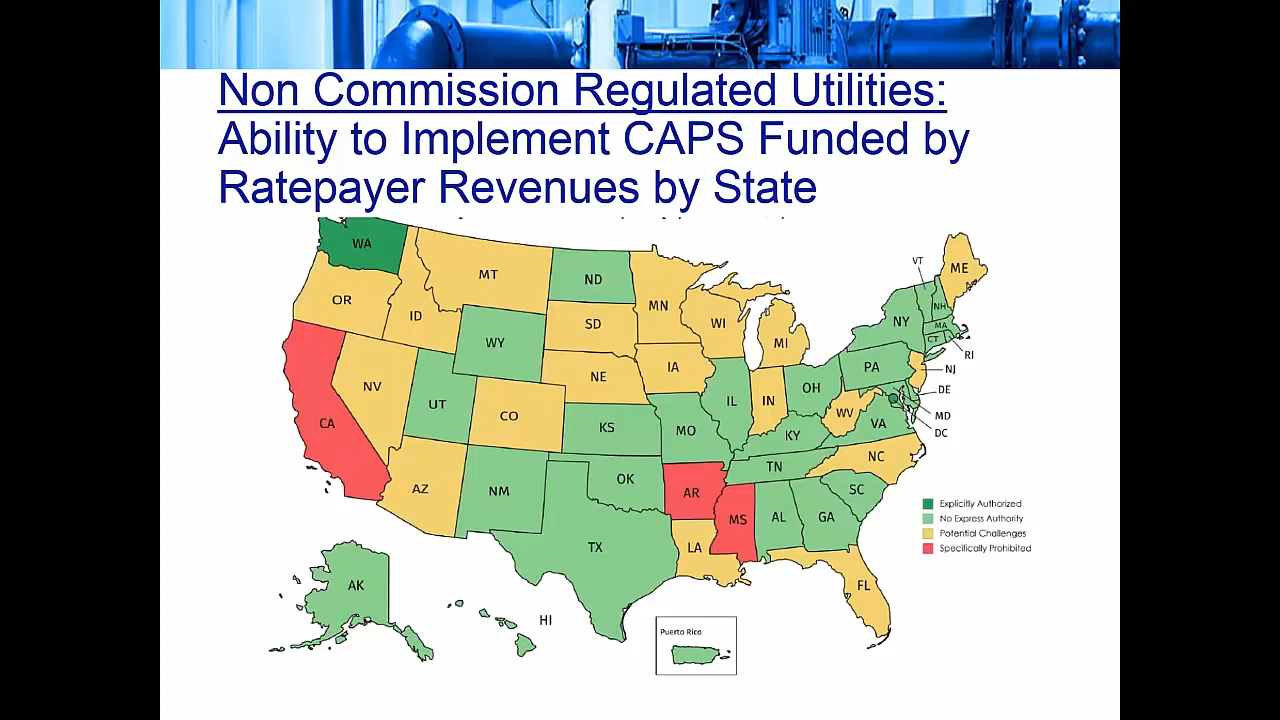 Non Commission Regulated Utilities:
Ability to Implement CAPS Funded by
Ratepayer Revenues by State
WA
MT
ND
MN
OR
ID
SD
WI
MI
WY
NE
IA
NV
UT
CO
KS
MO
IL
IN
OH
KY
WV
VA
PA
NY
VT
NH
ME
MA
CT
RI
NJ
DE
MD
DC
CA
AZ
NM
OK
TX
AR
TN
NC
SC
MS
AL
GA
LA
FL
AK
HI
Puerto Rico
Explicitly Authorized
No Express Authority
Potential Challenges
Specifically Prohibited